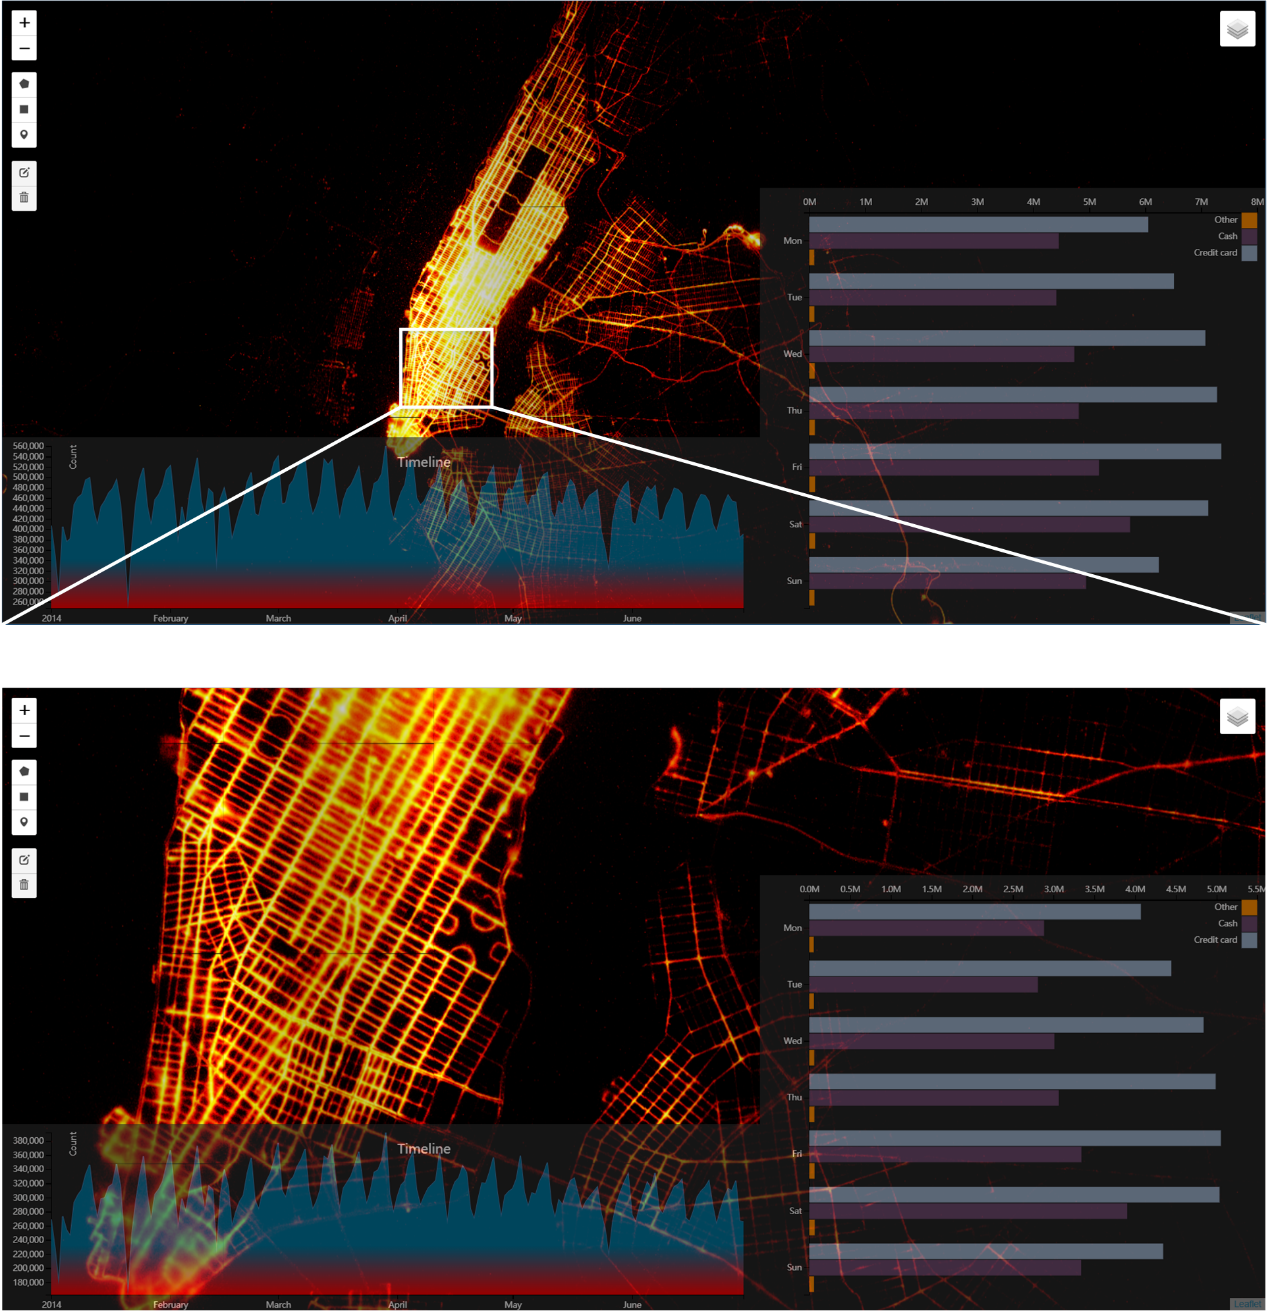 +
−
0M 1M 2M 3M 4M 5M 6M 7M 8M
Other
Cash
Credit card
Mon
Tue
Wed
Thu
Fri
Sat
Sun
Timeline
Count
560,000
540,000
520,000
500,000
480,000
460,000
440,000
420,000
400,000
380,000
360,000
340,000
320,000
300,000
280,000
260,000
2014 February March April May June
Leaflet
+
−
0.0M 0.5M 1.0M 1.5M 2.0M 2.5M 3.0M 3.5M 4.0M 4.5M 5.0M 5.5M
Other
Cash
Credit card
Mon
Tue
Wed
Thu
Fri
Sat
Sun
Timeline
Count
380,000
360,000
340,000
320,000
300,000
280,000
260,000
240,000
220,000
200,000
180,000
2014 February March April May June
Leaflet